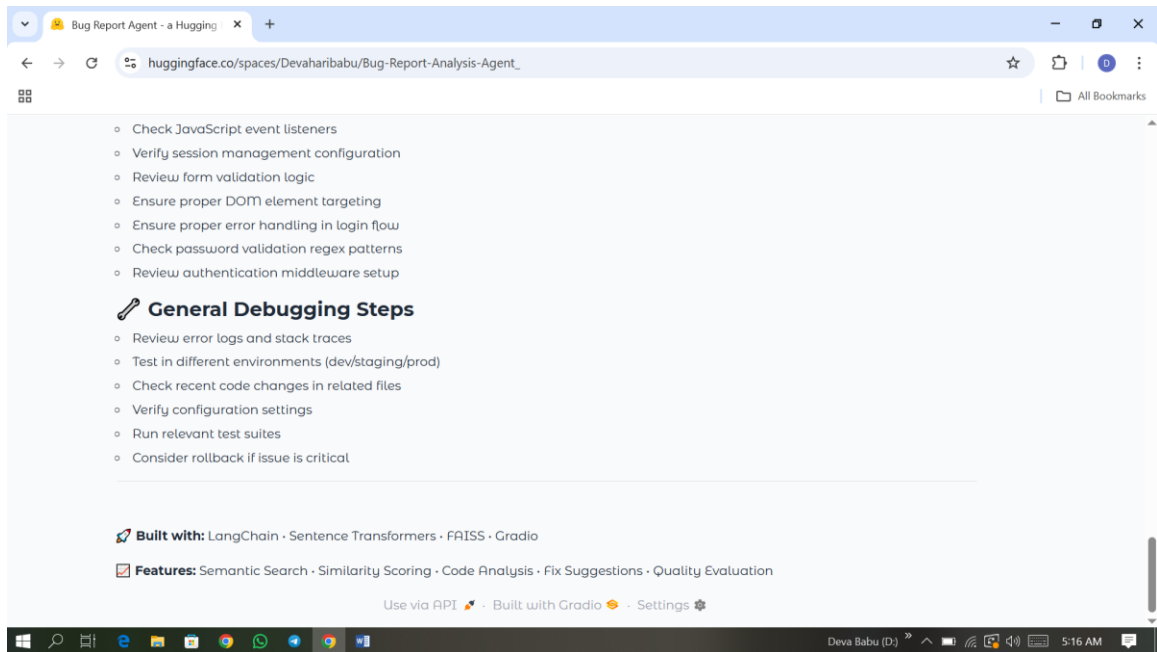 Bug Report Agent - a Hugging
huggingface.co/spaces/Devaharibabu/Bug-Report-Analysis-Agent_
D
All Bookmarks
Check JavaScript event listeners
Verify session management configuration
Review form validation logic
Ensure proper DOM element targeting
Ensure proper error handling in login flow
Check password validation regex patterns
Review authentication middleware setup
General Debugging Steps
Review error logs and stack traces
Test in different environments (dev/staging/prod)
Check recent code changes in related files
Verify configuration settings
Run relevant test suites
Consider rollback if issue is critical
Built with: LangChain · Sentence Transformers · FAISS · Gradio
Features: Semantic Search · Similarity Scoring · Code Analysis · Fix Suggestions · Quality Evaluation
Use via API · Built with Gradio · Settings
Deva Babu (D:) 5:16 AM